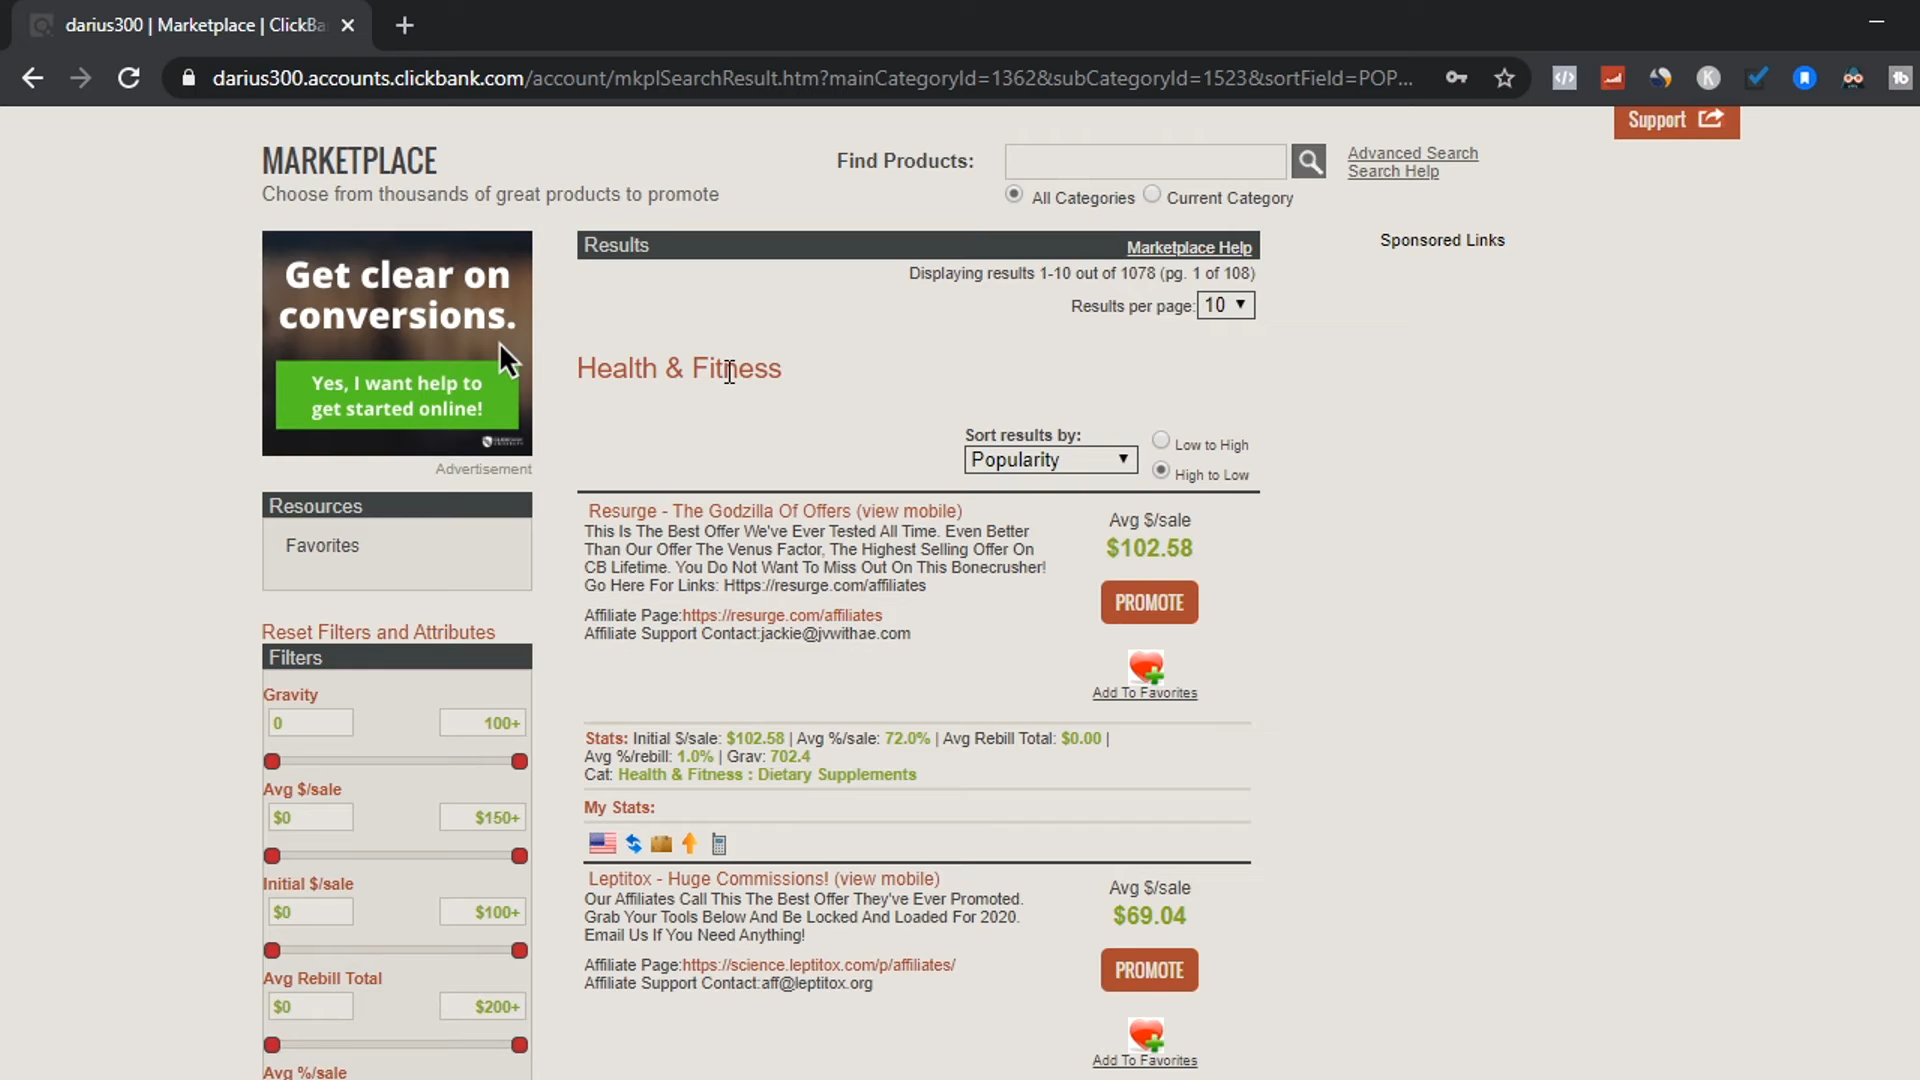 darius300 | Marketplace | ClickBa
darius300.accounts.clickbank.com/account/mkplSearchResult.htm?mainCategoryId=1362&subCategoryId=1523&sortField=POP...
Support
MARKETPLACE
Choose from thousands of great products to promote
Find Products:
Advanced Search
Search Help
All Categories Current Category
Get clear on
conversions.
Yes, I want help to
get started online!
Advertisement
Resources
Favorites
Reset Filters and Attributes
Filters
Gravity
0 100+
Avg $/sale
$0 $150+
Initial $/sale
$0 $100+
Avg Rebill Total
$0 $200+
Avg %/sale
Results Marketplace Help
Displaying results 1-10 out of 1078 (pg. 1 of 108)
Results per page: 10
Health & Fitness
Sort results by:
Popularity
Low to High
High to Low
Resurge - The Godzilla Of Offers (view mobile)
This Is The Best Offer We've Ever Tested All Time. Even Better
Than Our Offer The Venus Factor, The Highest Selling Offer On
CB Lifetime. You Do Not Want To Miss Out On This Bonecrusher!
Go Here For Links: Https://resurge.com/affiliates
Affiliate Page:https://resurge.com/affiliates
Affiliate Support Contact:jackie@jvwithae.com
Avg $/sale
$102.58
PROMOTE
Add To Favorites
Stats: Initial $/sale: $102.58 | Avg %/sale: 72.0% | Avg Rebill Total: $0.00 |
Avg %/rebill: 1.0% | Grav: 702.4
Cat: Health & Fitness : Dietary Supplements
My Stats:
Leptitox - Huge Commissions! (view mobile)
Our Affiliates Call This The Best Offer They've Ever Promoted.
Grab Your Tools Below And Be Locked And Loaded For 2020.
Email Us If You Need Anything!
Affiliate Page:https://science.leptitox.com/p/affiliates/
Affiliate Support Contact:aff@leptitox.org
Avg $/sale
$69.04
PROMOTE
Add To Favorites
Sponsored Links